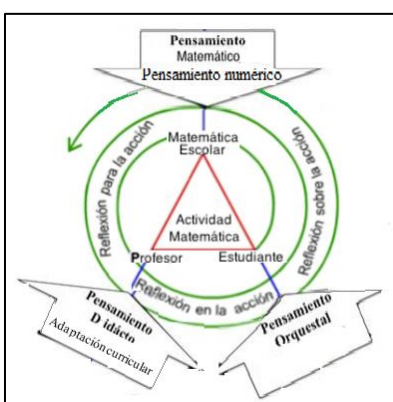 Pensamiento
Matemático
Pensamiento numérico
Matemática
Escolar
Reflexión para la acción
Reflexión sobre la acción
Actividad
Matemática
Profesor
Estudiante
Reflexión en la acción
Pensamiento
D idácto
Adaptación curricular
Pensamiento
Orquestal